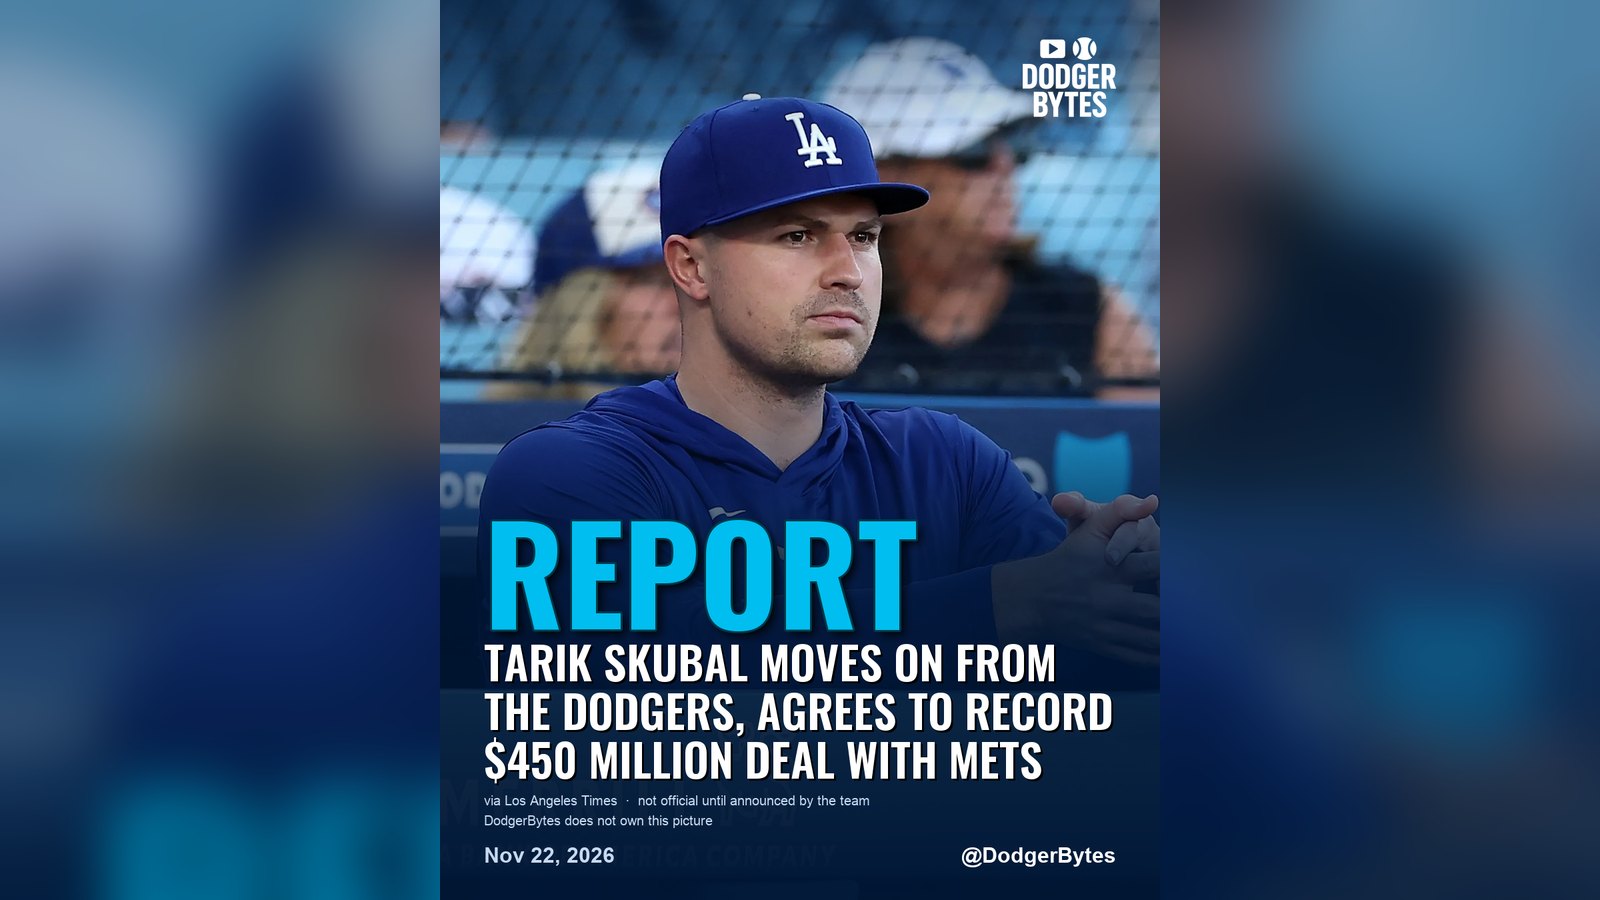 DODGER
BYTES
LA
REPORT
TARIK SKUBAL MOVES ON FROM
THE DODGERS, AGREES TO RECORD
$450 MILLION DEAL WITH METS
via Los Angeles Times · not official until announced by the team
DodgerBytes does not own this picture
Nov 22, 2026
@DodgerBytes